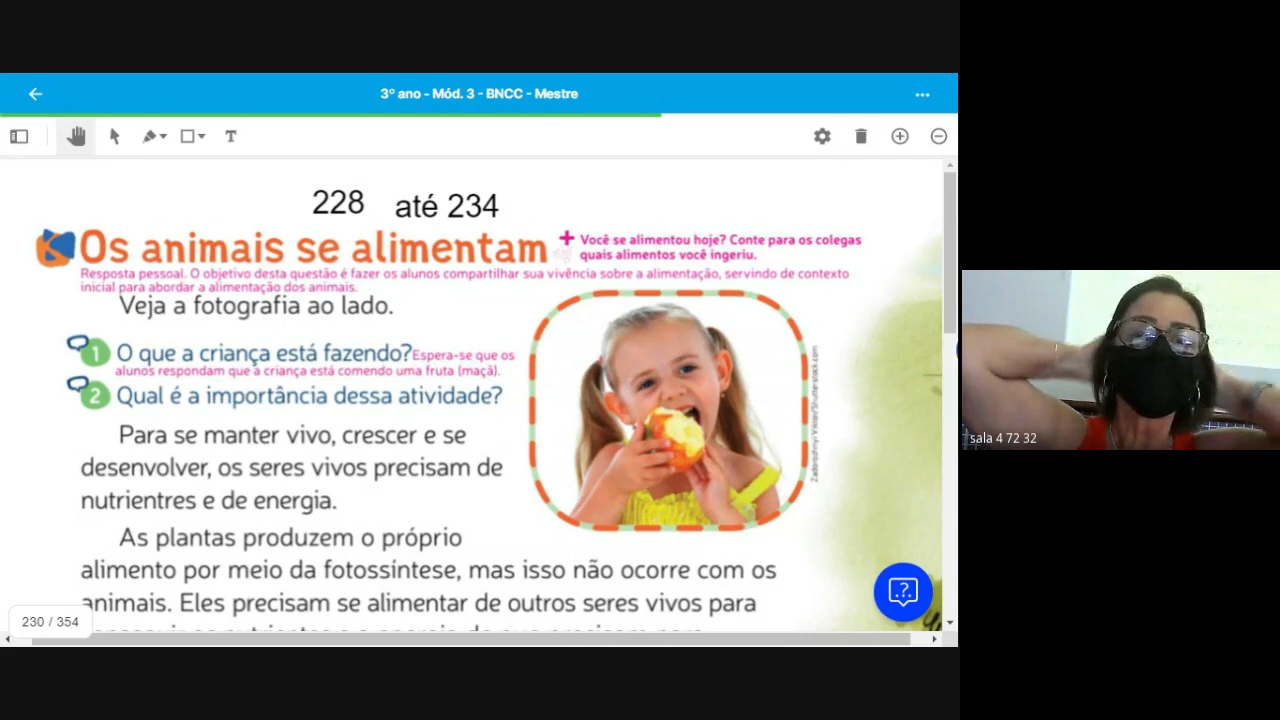 3º ano - Mód. 3 - BNCC - Mestre
T
228 até 234
Os animais se alimentam
+ Você se alimentou hoje? Conte para os colegas
quais alimentos você ingeriu.
Resposta pessoal. O objetivo desta questão é fazer os alunos compartilhar sua vivência sobre a alimentação, servindo de contexto
inicial para abordar a alimentação dos animais.
Veja a fotografia ao lado.
1 O que a criança está fazendo? Espera-se que os
alunos respondam que a criança está comendo uma fruta (maçã).
2 Qual é a importância dessa atividade?
Para se manter vivo, crescer e se
desenvolver, os seres vivos precisam de
nutrientres e de energia.
As plantas produzem o próprio
alimento por meio da fotossíntese, mas isso não ocorre com os
animais. Eles precisam se alimentar de outros seres vivos para
230 / 354
sala 4 72 32